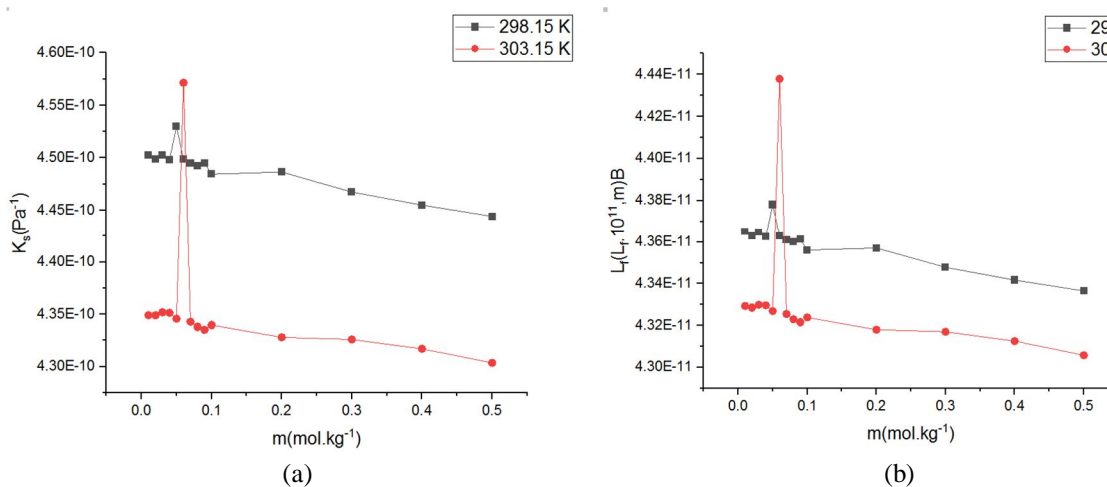 298.15 K
303.15 K
4.60E-10
4.55E-10
4.50E-10
4.45E-10
4.40E-10
4.35E-10
4.30E-10
Kₛ(Pa⁻¹)
0.0 0.1 0.2 0.3 0.4 0.5
m(mol.kg⁻¹)
(a)
29
30
4.44E-11
4.42E-11
4.40E-11
4.38E-11
4.36E-11
4.34E-11
4.32E-11
4.30E-11
L_f(L_f.10¹¹,m)B
0.0 0.1 0.2 0.3 0.4 0.5
m(mol.kg⁻¹)
(b)